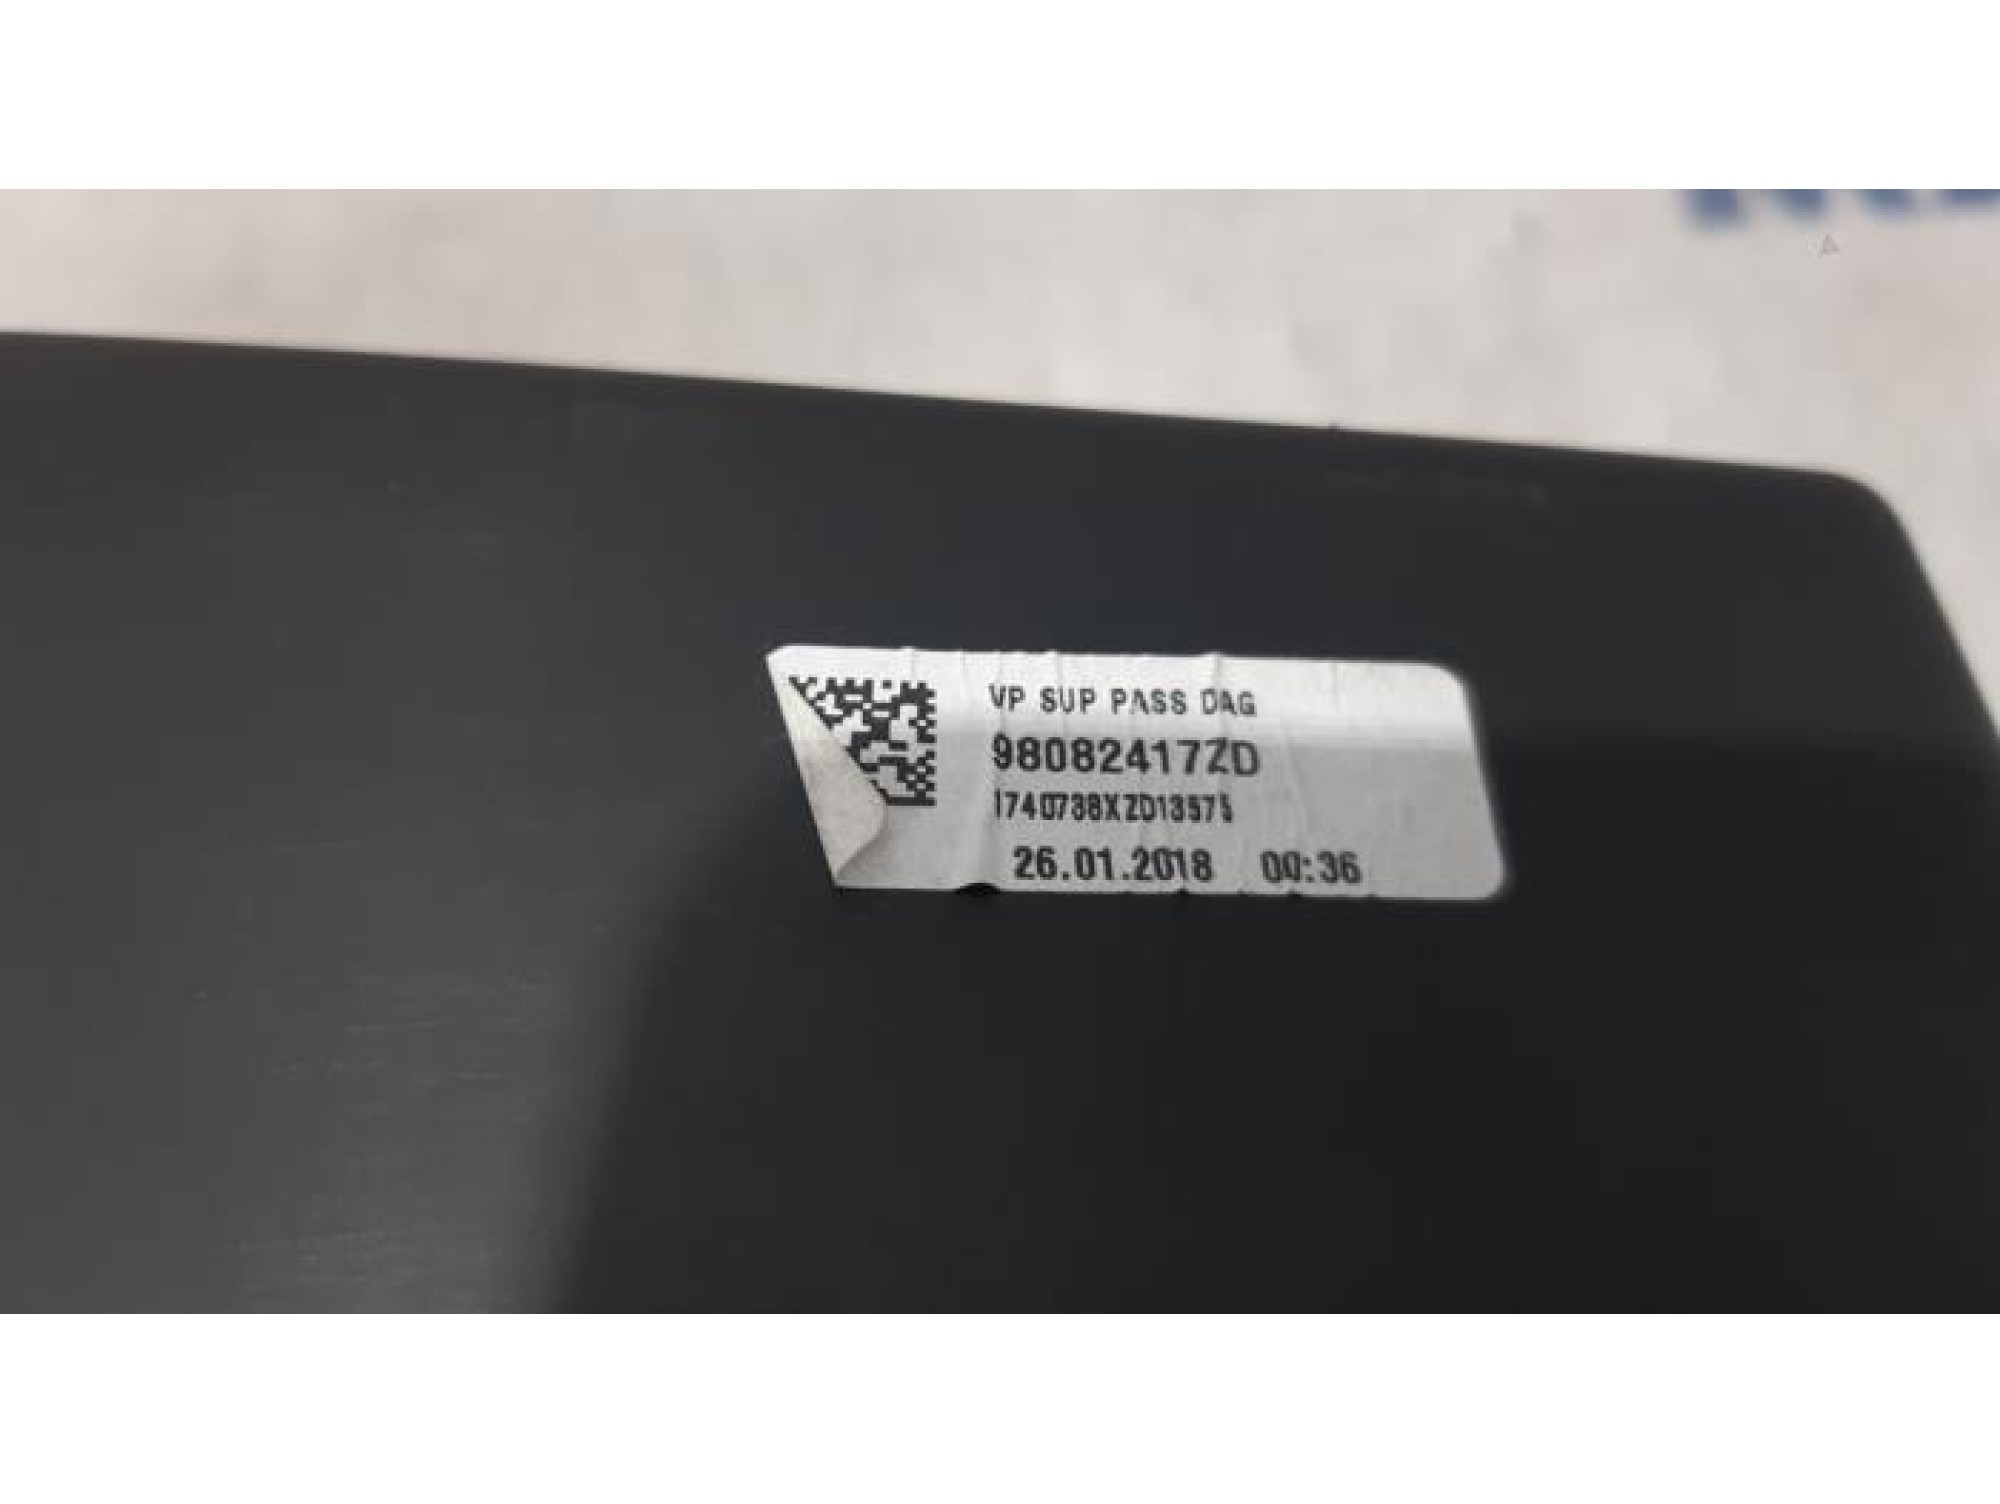 VP SUP PASS DAG
98082417ZD
1740738XZD13575
26.01.2018 00:36